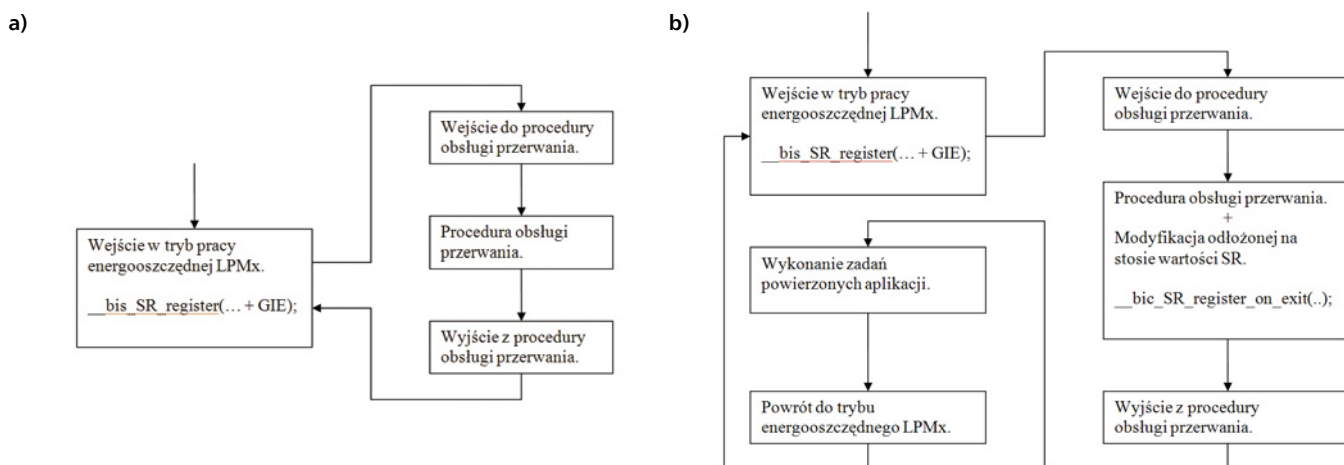 a)
Wejście do procedury
obsługi przerwania.
Wejście w tryb pracy
energooszczędnej LPMx.
__bis_SR_register(… + GIE);
Procedura obsługi
przerwania.
Wyjście z procedury
obsługi przerwania.
b)
Wejście w tryb pracy
energooszczędnej LPMx.
__bis_SR_register(… + GIE);
Wejście do procedury
obsługi przerwania.
Procedura obsługi przerwania.
+
Modyfikacja odłożonej na
stosie wartości SR.
__bic_SR_register_on_exit(..);
Wykonanie zadań
powierzonych aplikacji.
Powrót do trybu
energooszczędnego LPMx.
Wyjście z procedury
obsługi przerwania.